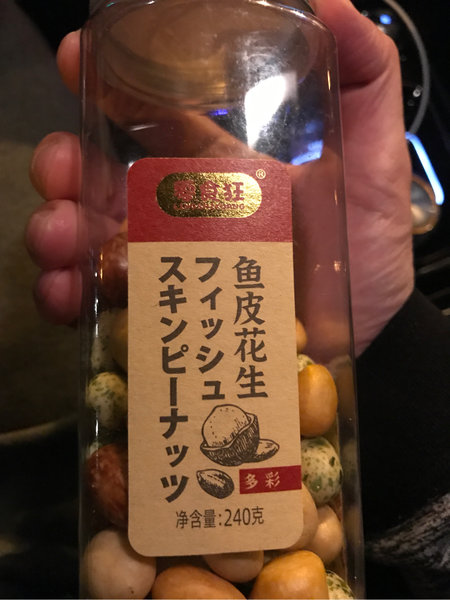 ®
鱼皮花生
フィッシュ
スキンピーナッツ
多彩
净含量:240克